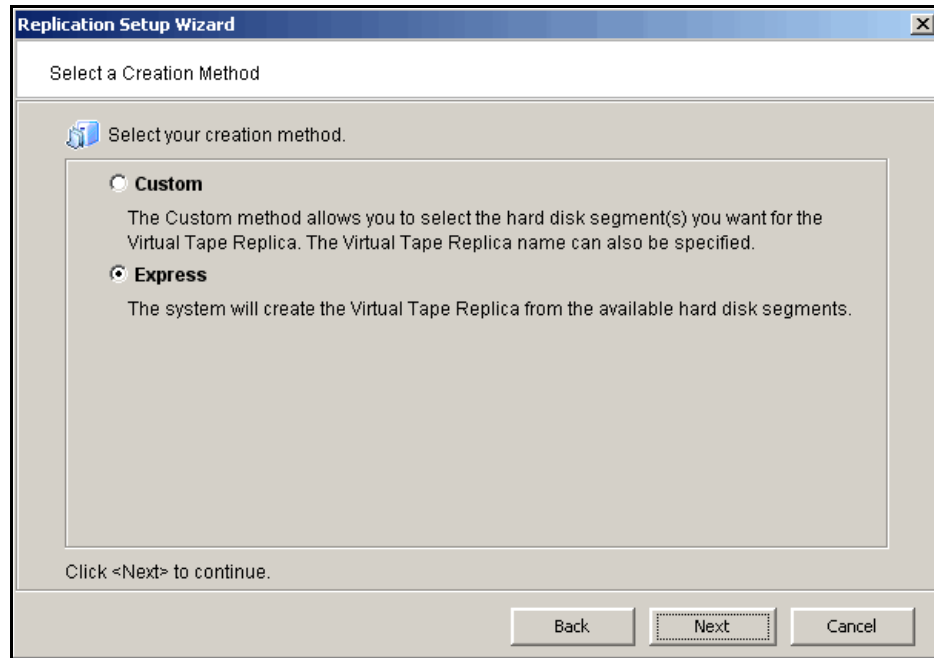 Replication Setup Wizard
Select a Creation Method
Select your creation method.
Custom
The Custom method allows you to select the hard disk segment(s) you want for the
Virtual Tape Replica. The Virtual Tape Replica name can also be specified.
Express
The system will create the Virtual Tape Replica from the available hard disk segments.
Click <Next> to continue.
Back
Next
Cancel